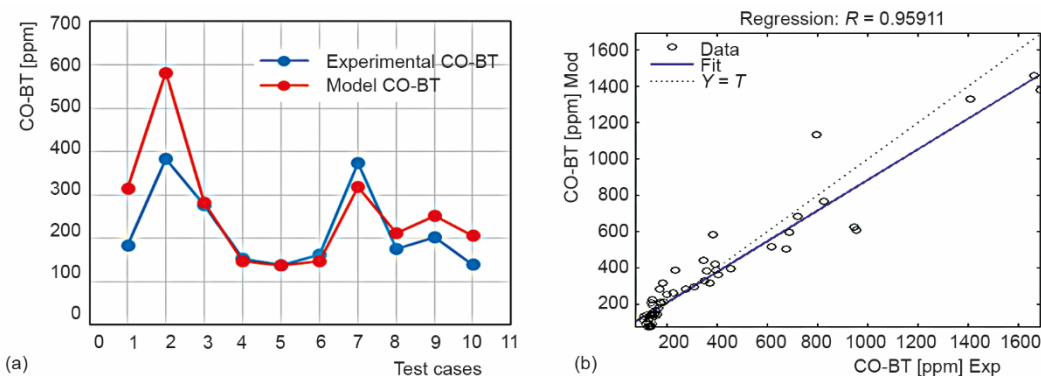 700
600
500
400
300
200
100
0
CO-BT [ppm]
Experimental CO-BT
Model CO-BT
0 1 2 3 4 5 6 7 8 9 10 11
Test cases
(a)
Regression: R = 0.95911
1600
1400
1200
1000
800
600
400
200
CO-BT [ppm] Mod
Data
Fit
Y = T
200 400 600 800 1000 1200 1400 1600
CO-BT [ppm] Exp
(b)